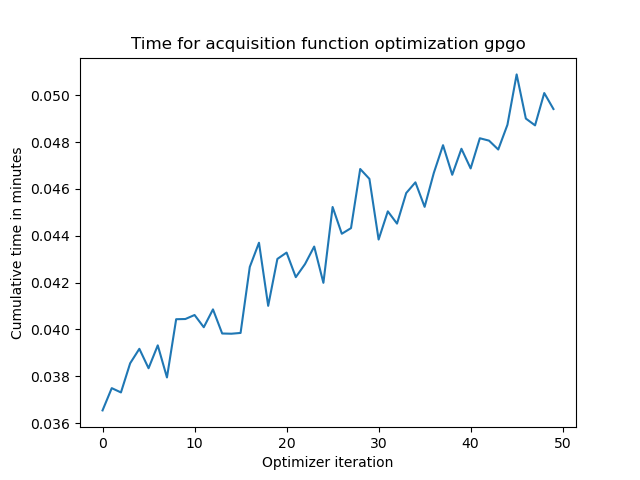 Time for acquisition function optimization gpgo
Cumulative time in minutes
0.050
0.048
0.046
0.044
0.042
0.040
0.038
0.036
0 10 20 30 40 50
Optimizer iteration